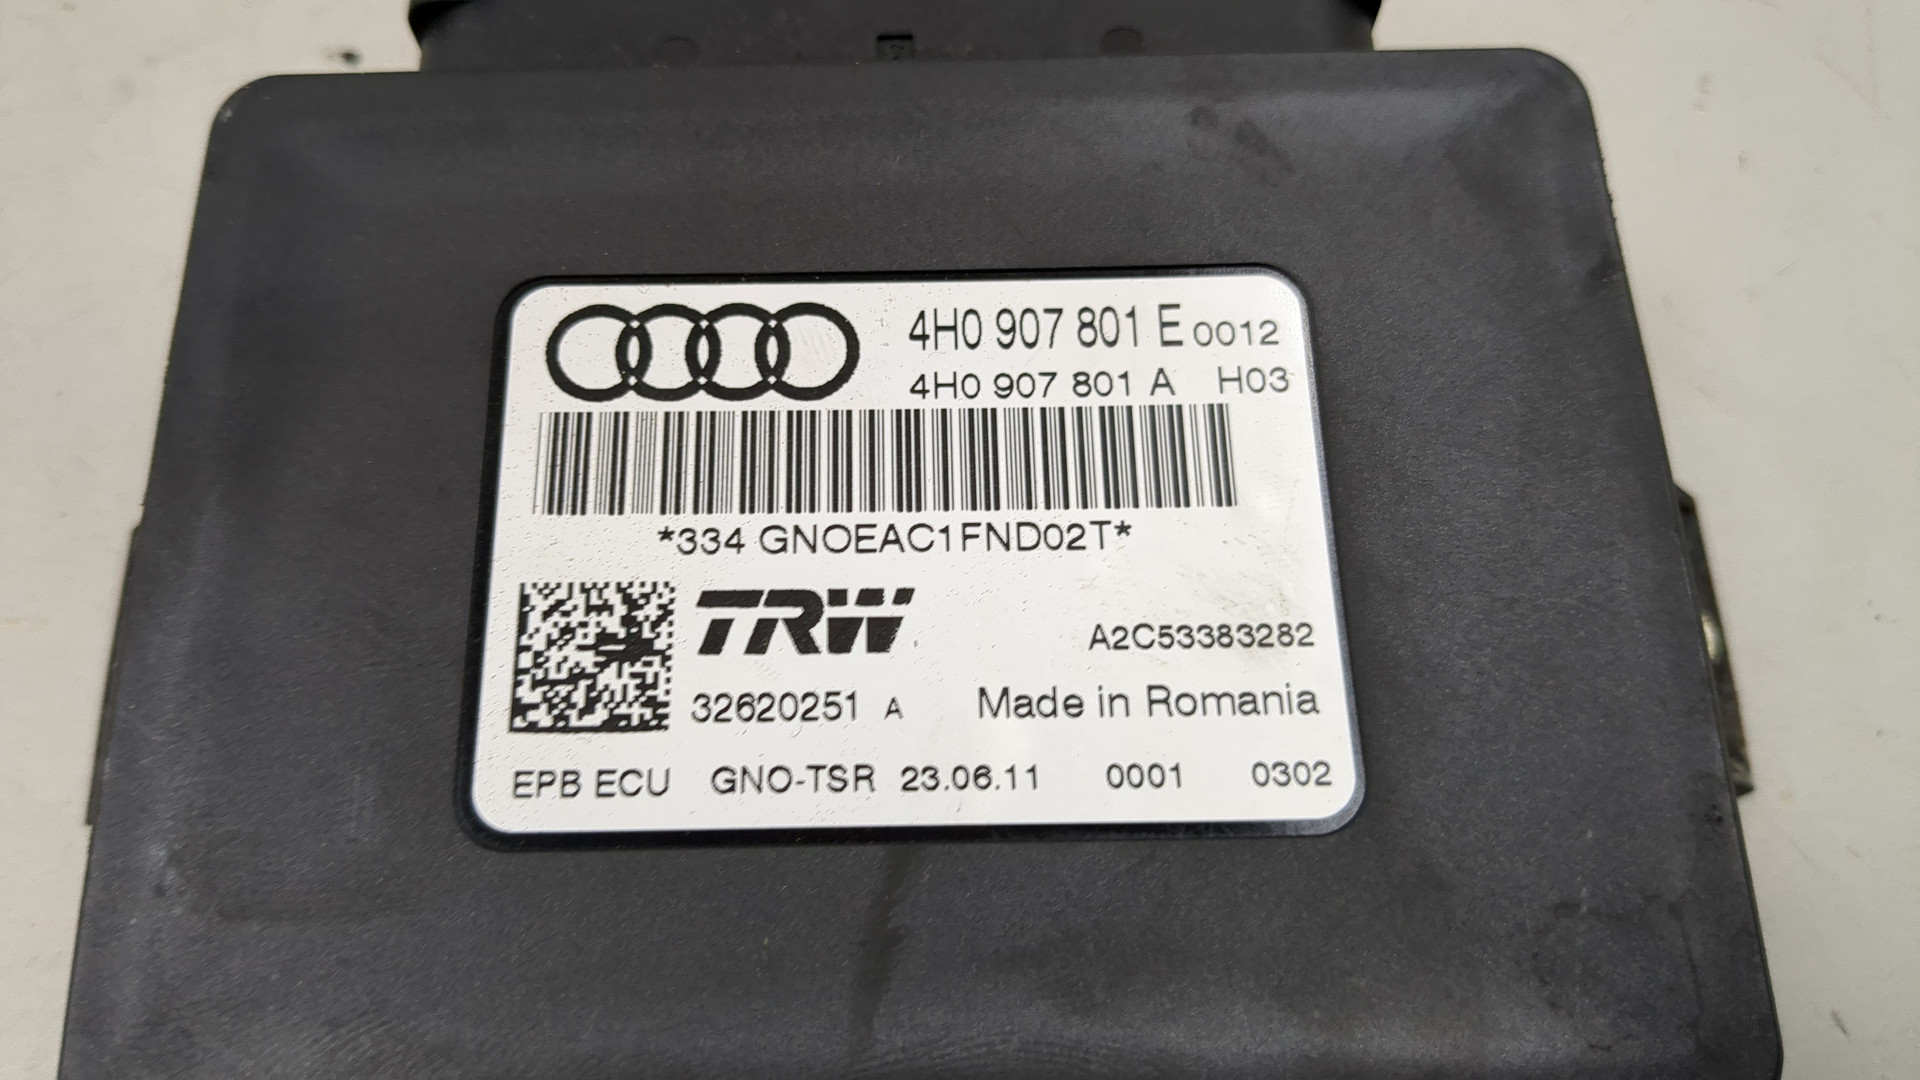 4H0 907 801 E 0012
4H0 907 801 A H03
*334 GNOEAC1FND02T*
TRW
A2C53383282
32620251 A Made in Romania
EPB ECU GNO-TSR 23.06.11 0001 0302